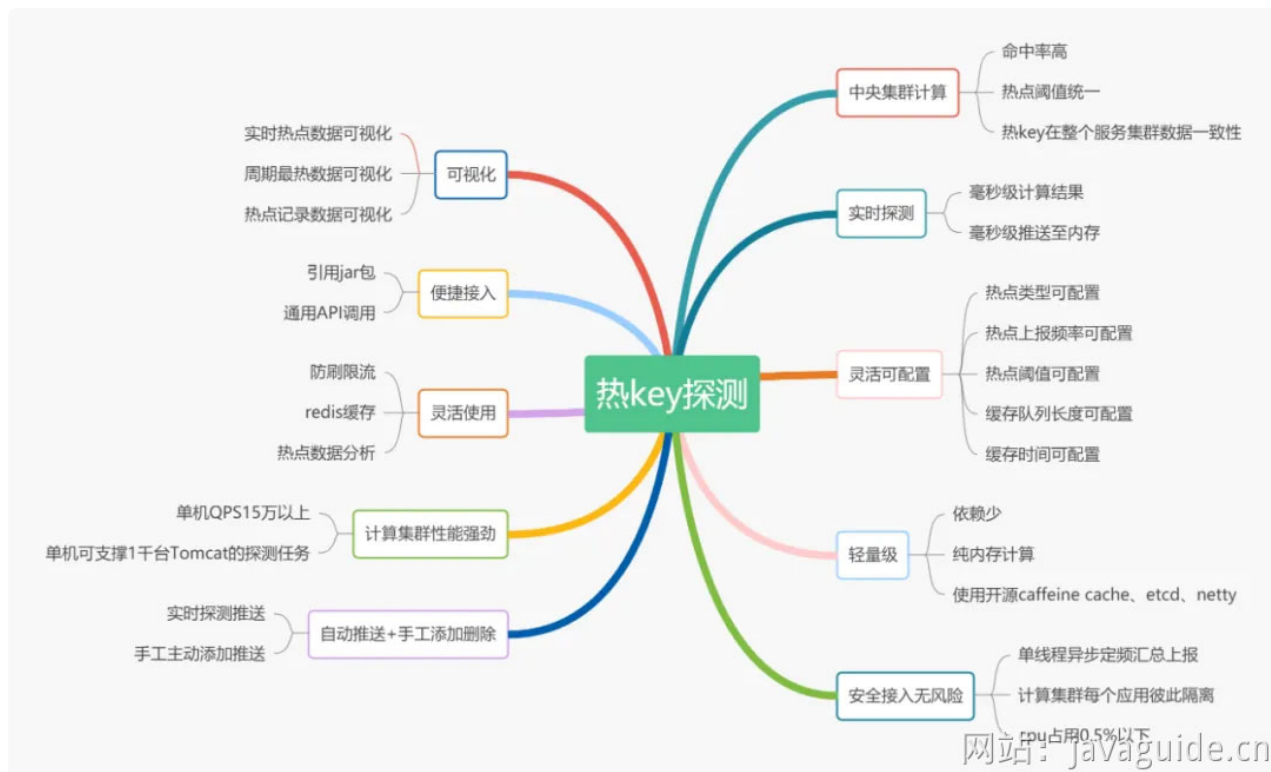 热key探测
可视化
实时热点数据可视化
周期最热数据可视化
热点记录数据可视化
便捷接入
引用jar包
通用API调用
灵活使用
防刷限流
redis缓存
热点数据分析
计算集群性能强劲
单机QPS15万以上
单机可支撑1千台Tomcat的探测任务
自动推送+手工添加删除
实时探测推送
手工主动添加推送
中央集群计算
命中率高
热点阈值统一
热key在整个服务集群数据一致性
实时探测
毫秒级计算结果
毫秒级推送至内存
灵活可配置
热点类型可配置
热点上报频率可配置
热点阈值可配置
缓存队列长度可配置
缓存时间可配置
轻量级
依赖少
纯内存计算
使用开源caffeine cache、etcd、netty
安全接入无风险
单线程异步定频汇总上报
计算集群每个应用彼此隔离
cpu占用0.5%以下
网站：javaguide.cn